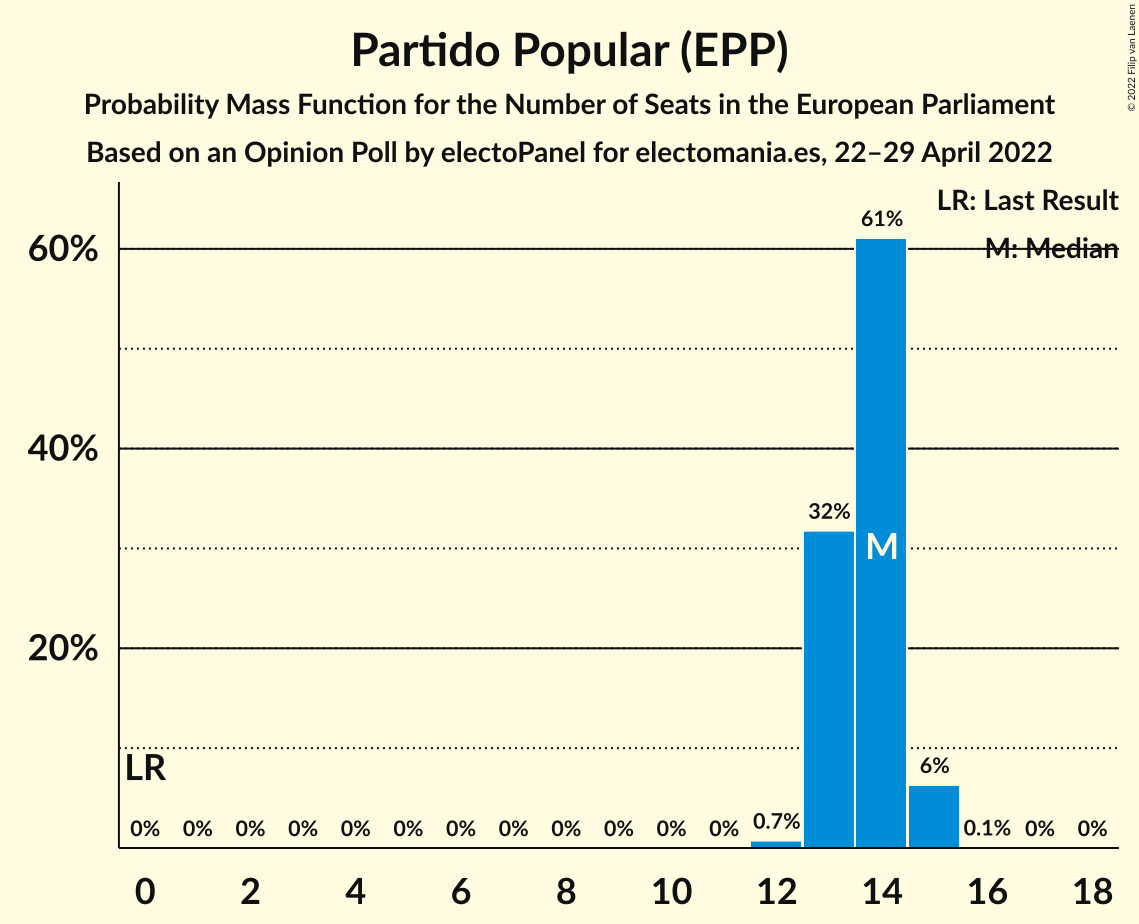 Partido Popular (EPP)
Probability Mass Function for the Number of Seats in the European Parliament
Based on an Opinion Poll by electoPanel for electomania.es, 22–29 April 2022
© 2022 Filip van Laenen
LR: Last Result
M: Median
60%
40%
20%
61%
32%
M
LR
6%
0% 0% 0% 0% 0% 0% 0% 0% 0% 0% 0% 0% 0.7% 0.1% 0% 0%
0 2 4 6 8 10 12 14 16 18